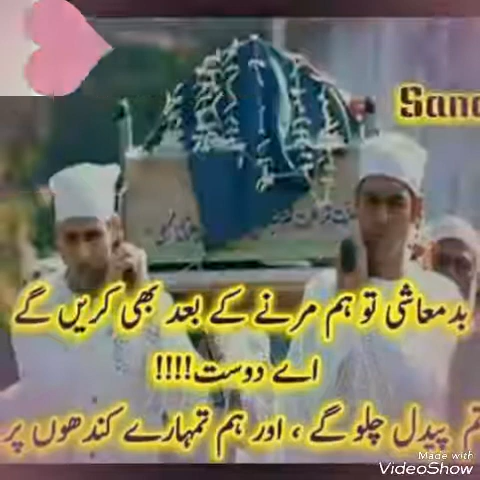 Sana
بدمعاشی تو ہم مرنے کے بعد بھی کریں گے
اے دوست!!!!
تم پیدل چلو گے ، اور ہم تمہارے کندھوں پر
Made with
VideoShow